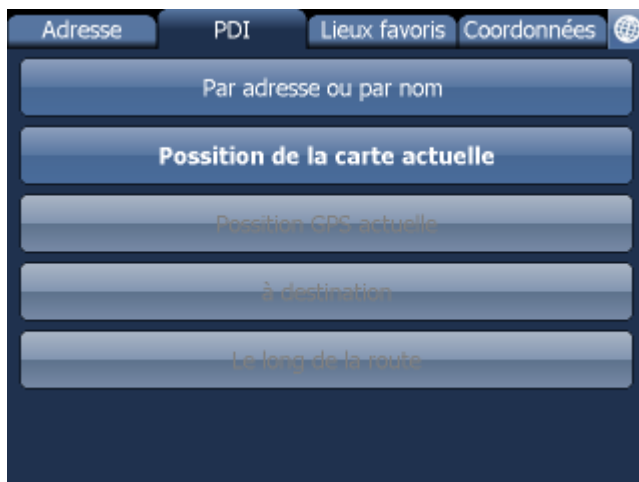 Adresse PDI Lieux favoris Coordonnées
Par adresse ou par nom
Possition de la carte actuelle
Possition GPS actuelle
à destination
Le long de la route